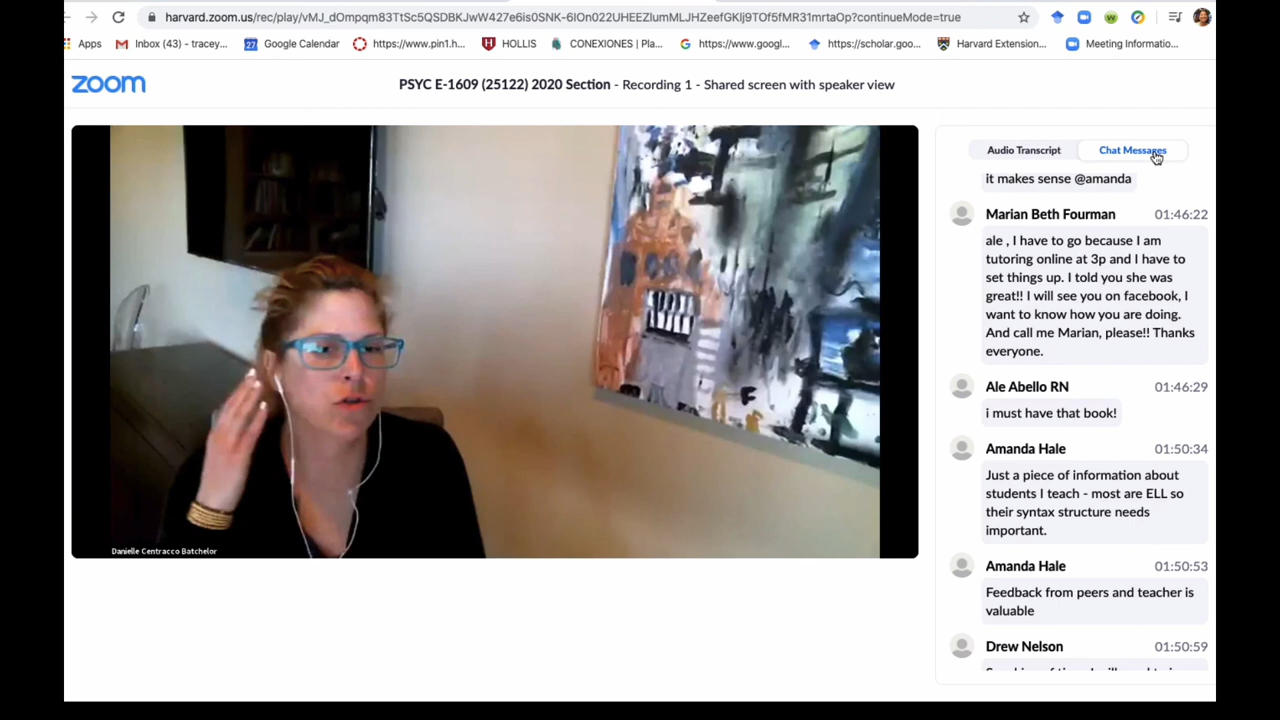 harvard.zoom.us/rec/play/vMJ_dOmpqm83TtSc5QSDBKJwW427e6is0SNK-6IOn022UHEEZlumMLJHZeefGKlj9TOf5fMR31mrtaOp?continueMode=true
Apps
Inbox (43) - tracey...
27
Google Calendar
https://www.pin1.h...
HOLLIS
CONEXIONES | Pla...
https://www.googl...
https://scholar.goo...
Harvard Extension...
Meeting Informatio...
zoom
PSYC E-1609 (25122) 2020 Section - Recording 1 - Shared screen with speaker view
Danielle Centracco Batchelor
Audio Transcript
Chat Messages
it makes sense @amanda
Marian Beth Fourman 01:46:22
ale , I have to go because I am
tutoring online at 3p and I have to
set things up. I told you she was
great!! I will see you on facebook, I
want to know how you are doing.
And call me Marian, please!! Thanks
everyone.
Ale Abello RN 01:46:29
i must have that book!
Amanda Hale 01:50:34
Just a piece of information about
students I teach - most are ELL so
their syntax structure needs
important.
Amanda Hale 01:50:53
Feedback from peers and teacher is
valuable
Drew Nelson 01:50:59